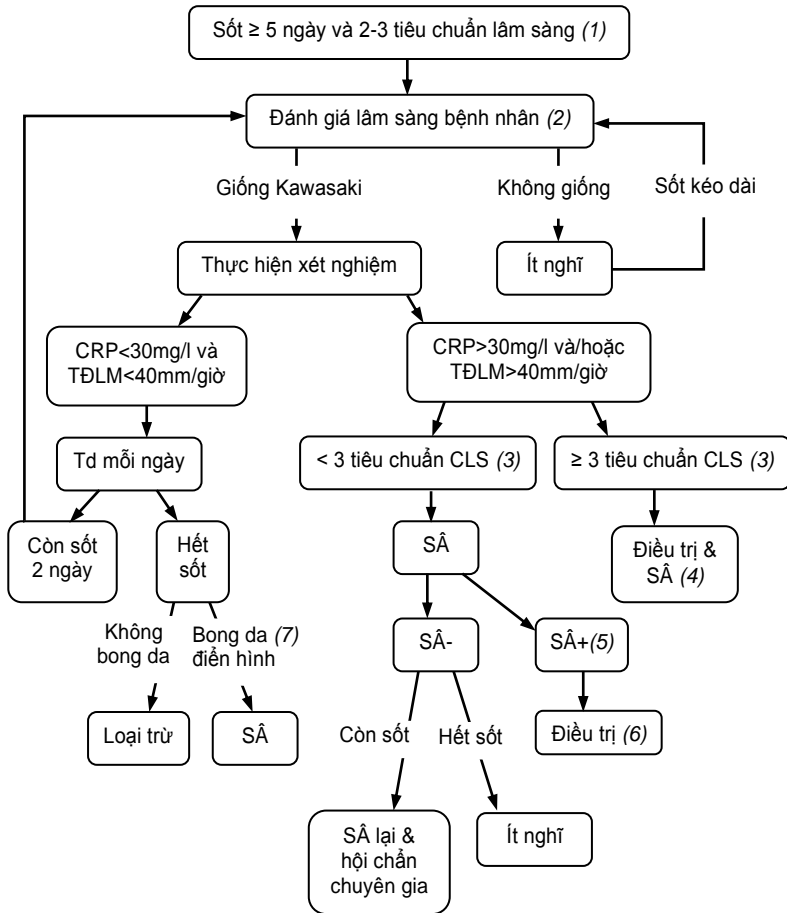 Sốt ≥ 5 ngày và 2-3 tiêu chuẩn lâm sàng (1)
Đánh giá lâm sàng bệnh nhân (2)
Giống Kawasaki
Không giống
Sốt kéo dài
Thực hiện xét nghiệm
Ít nghĩ
CRP<30mg/l và
TĐLM<40mm/giờ
CRP>30mg/l và/hoặc
TĐLM>40mm/giờ
Td mỗi ngày
< 3 tiêu chuẩn CLS (3)
≥ 3 tiêu chuẩn CLS (3)
Còn sốt
2 ngày
Hết
sốt
SÂ
Điều trị &
SÂ (4)
Không
bong da
Bong da (7)
điển hình
SÂ-
SÂ+(5)
Loại trừ
SÂ
Còn sốt
Hết sốt
Điều trị (6)
SÂ lại &
hội chẩn
chuyên gia
Ít nghĩ